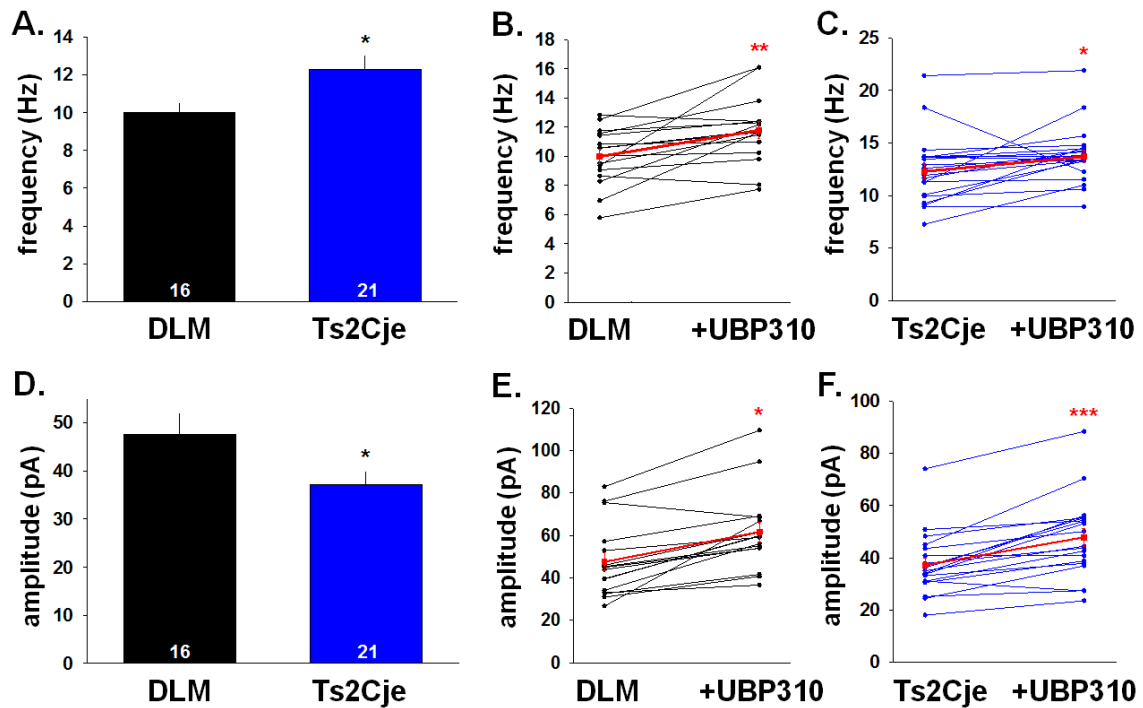 A.
frequency (Hz)
14
12
10
8
6
4
2
0
*
16
21
DLM
Ts2Cje
B.
frequency (Hz)
18
16
14
12
10
8
6
4
2
0
**
DLM
+UBP310
C.
frequency (Hz)
25
20
15
10
5
0
*
Ts2Cje
+UBP310
D.
amplitude (pA)
50
40
30
20
10
0
*
16
21
DLM
Ts2Cje
E.
amplitude (pA)
120
100
80
60
40
20
0
*
DLM
+UBP310
F.
amplitude (pA)
100
80
60
40
20
0
***
Ts2Cje
+UBP310